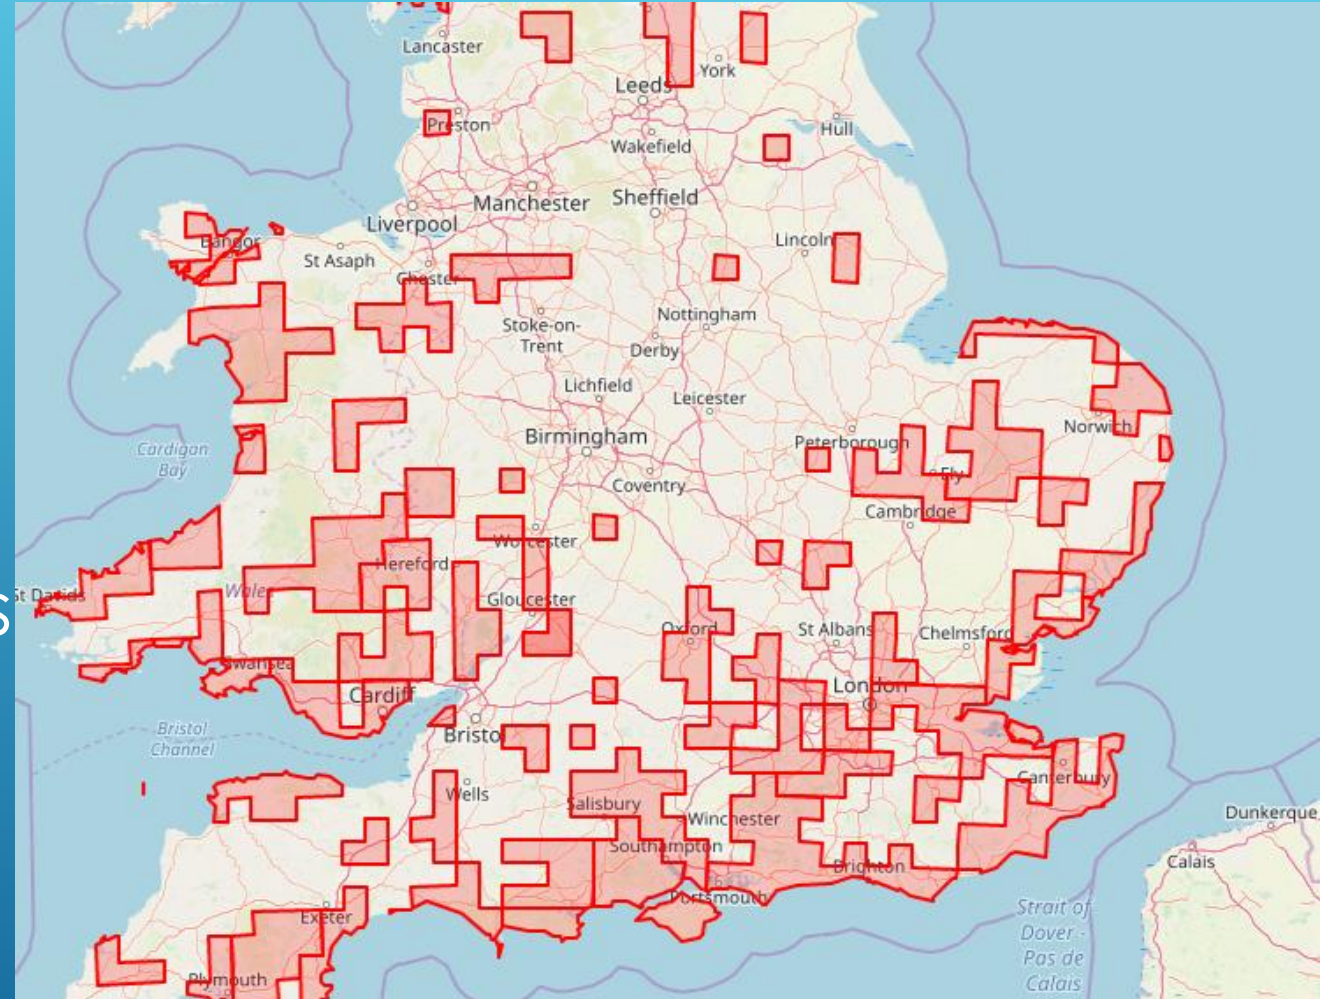 Lancaster
York
Leeds
Preston
Hull
Wakefield
Manchester
Sheffield
Liverpool
Bangor
St Asaph
Lincoln
Chester
Stoke-on-
Trent
Nottingham
Derby
Lichfield
Leicester
Norwich
Birmingham
Peterborough
Cardigan
Bay
Coventry
Ely
Cambridge
Worcester
Hereford
St Davids
Wales
Gloucester
s
Oxford
St Albans
Chelmsford
Swansea
Cardiff
London
Bristol
Channel
Bristo
Canterbury
Wells
Salisbury
Winchester
Dunkerque
Southampton
Brighton
Calais
Portsmouth
Exeter
Strait of
Dover -
Pas de
Calais
Plymouth